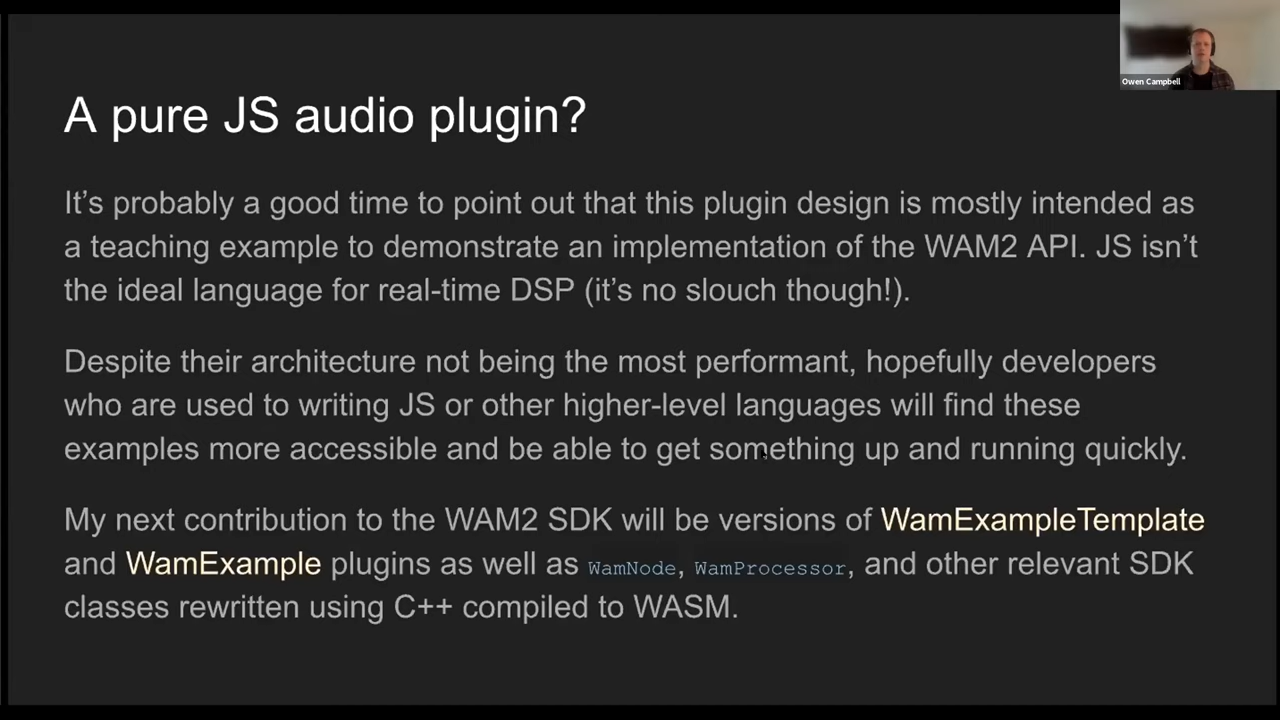 Owen Campbell
A pure JS audio plugin?
It’s probably a good time to point out that this plugin design is mostly intended as
a teaching example to demonstrate an implementation of the WAM2 API. JS isn’t
the ideal language for real-time DSP (it’s no slouch though!).
Despite their architecture not being the most performant, hopefully developers
who are used to writing JS or other higher-level languages will find these
examples more accessible and be able to get something up and running quickly.
My next contribution to the WAM2 SDK will be versions of WamExampleTemplate
and WamExample plugins as well as WamNode, WamProcessor, and other relevant SDK
classes rewritten using C++ compiled to WASM.